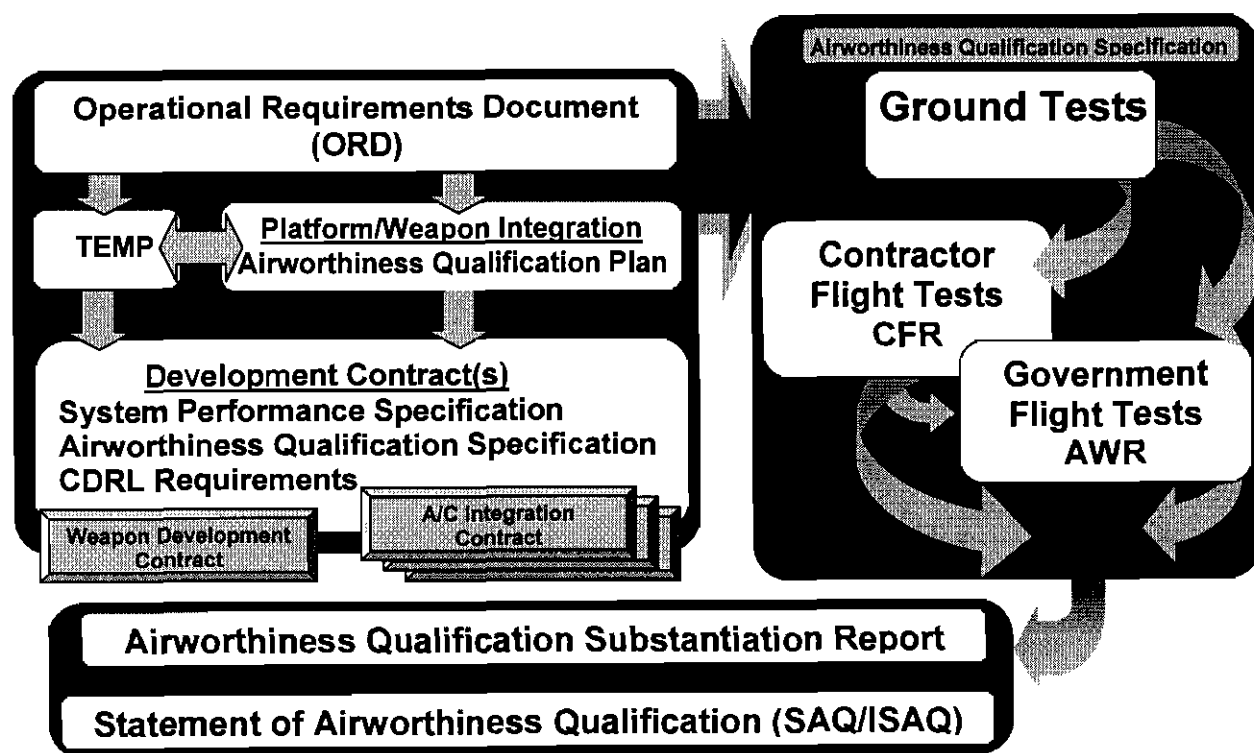 Operational Requirements Document
(ORD)
TEMP
Platform/Weapon Integration
Airworthiness Qualification Plan
Development Contract(s)
System Performance Specification
Airworthiness Qualification Specification
CDRL Requirements
Weapon Development
Contract
A/C Integration
Contract
Airworthiness Qualification Specification
Ground Tests
Contractor
Flight Tests
CFR
Government
Flight Tests
AWR
Airworthiness Qualification Substantiation Report
Statement of Airworthiness Qualification (SAQ/ISAQ)